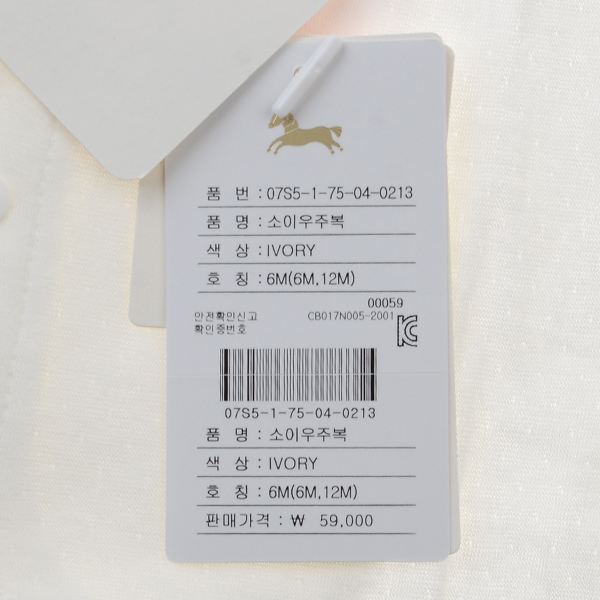 품 번 : 07S5-1-75-04-0213
품 명 : 소이우주복
색 상 : IVORY
호 칭 : 6M(6M,12M)
00059
안전확인신고 CB017N005-2001
확인증번호
07S5-1-75-04-0213
품 명 : 소이우주복
색 상 : IVORY
호 칭 : 6M(6M,12M)
판매가격 : ₩ 59,000